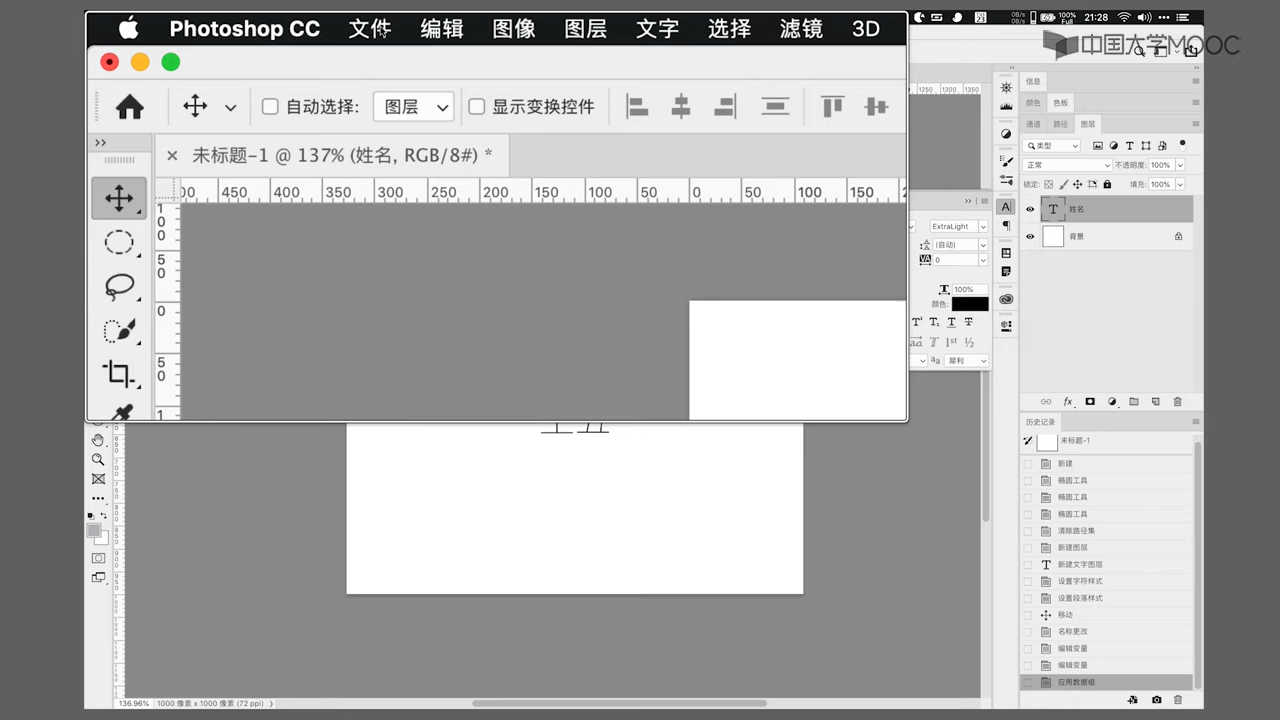 Photoshop CC 文件 编辑 图像 图层 文字 选择 滤镜 3D
100% Full 21:28
中国大学MOOC
自动选择: 图层 显示变换控件
未标题-1 @ 137% (姓名, RGB/8#) *
450 400 350 300 250 200 150 100 50 0 50 100 150
1250 1300 1350
信息
颜色 色板
通道 路径 图层
类型
正常 不透明度: 100%
锁定: 填充: 100%
T 姓名
背景
ExtraLight
(自动)
0
100%
颜色:
犀利
fx
历史记录
未标题-1
新建
椭圆工具
椭圆工具
椭圆工具
清除路径集
新建图层
新建文字图层
设置字符样式
设置段落样式
移动
名称更改
编辑变量
编辑变量
应用数据组
136.96% 1000 像素 x 1000 像素 (72 ppi)